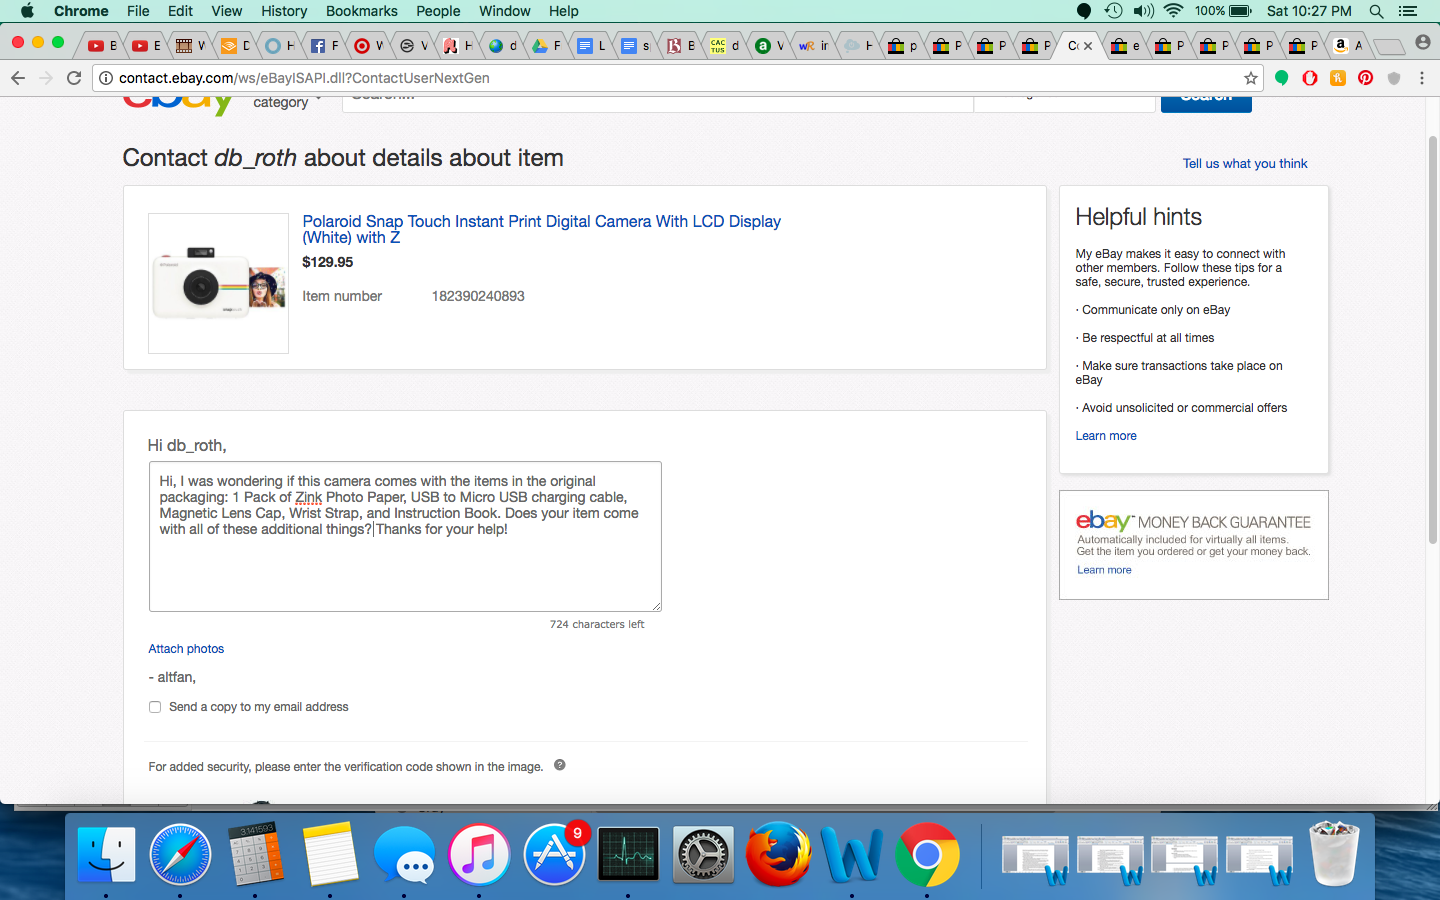 Chrome File Edit View History Bookmarks People Window Help 100% Sat 10:27 PM
contact.ebay.com/ws/eBayISAPI.dll?ContactUserNextGen
ebay category
Contact db_roth about details about item
Tell us what you think
Polaroid Snap Touch Instant Print Digital Camera With LCD Display
(White) with Z
$129.95
Item number 182390240893
Helpful hints
My eBay makes it easy to connect with
other members. Follow these tips for a
safe, secure, trusted experience.
· Communicate only on eBay
· Be respectful at all times
· Make sure transactions take place on
eBay
· Avoid unsolicited or commercial offers
Learn more
Hi db_roth,
Hi, I was wondering if this camera comes with the items in the original
packaging: 1 Pack of Zink Photo Paper, USB to Micro USB charging cable,
Magnetic Lens Cap, Wrist Strap, and Instruction Book. Does your item come
with all of these additional things? Thanks for your help!
724 characters left
ebay MONEY BACK GUARANTEE
Automatically included for virtually all items.
Get the item you ordered or get your money back.
Learn more
Attach photos
- altfan,
Send a copy to my email address
For added security, please enter the verification code shown in the image.
3.141593
9